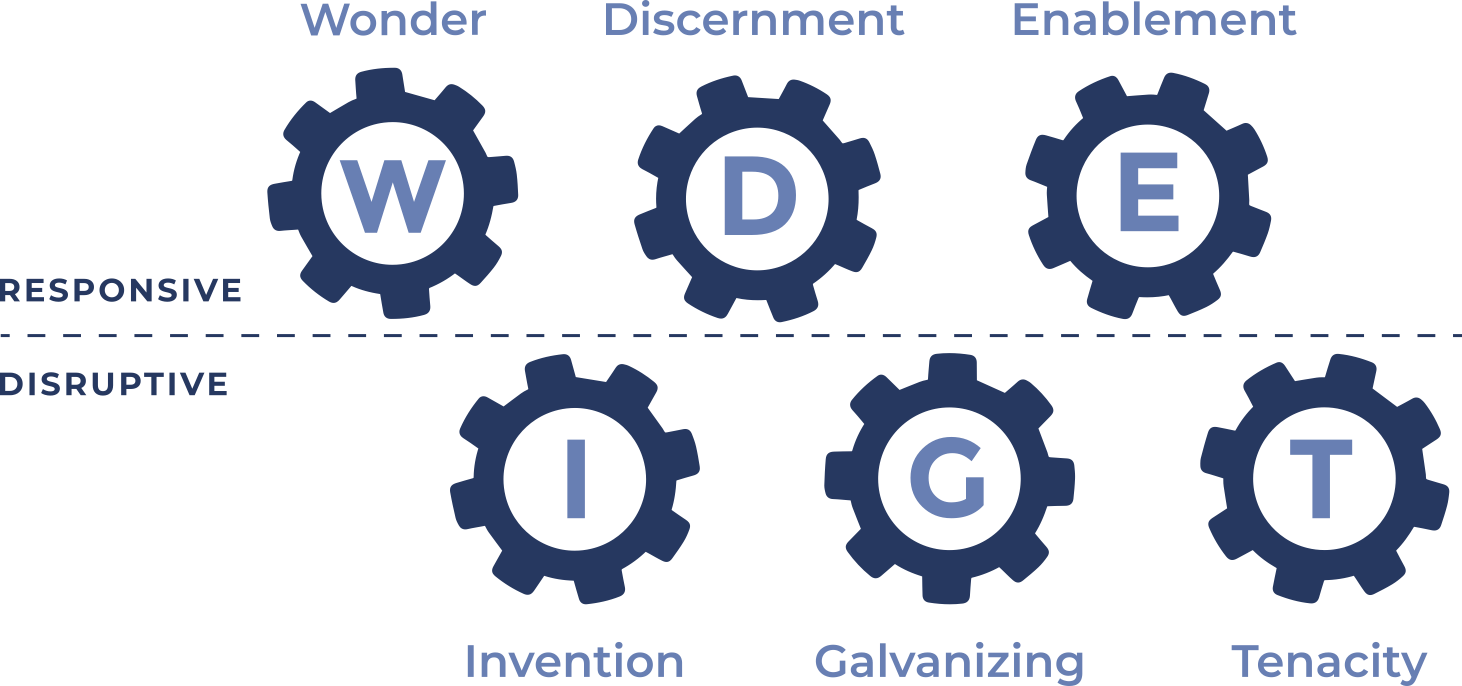 Wonder Discernment Enablement
W D E
RESPONSIVE
DISRUPTIVE
I G T
Invention Galvanizing Tenacity